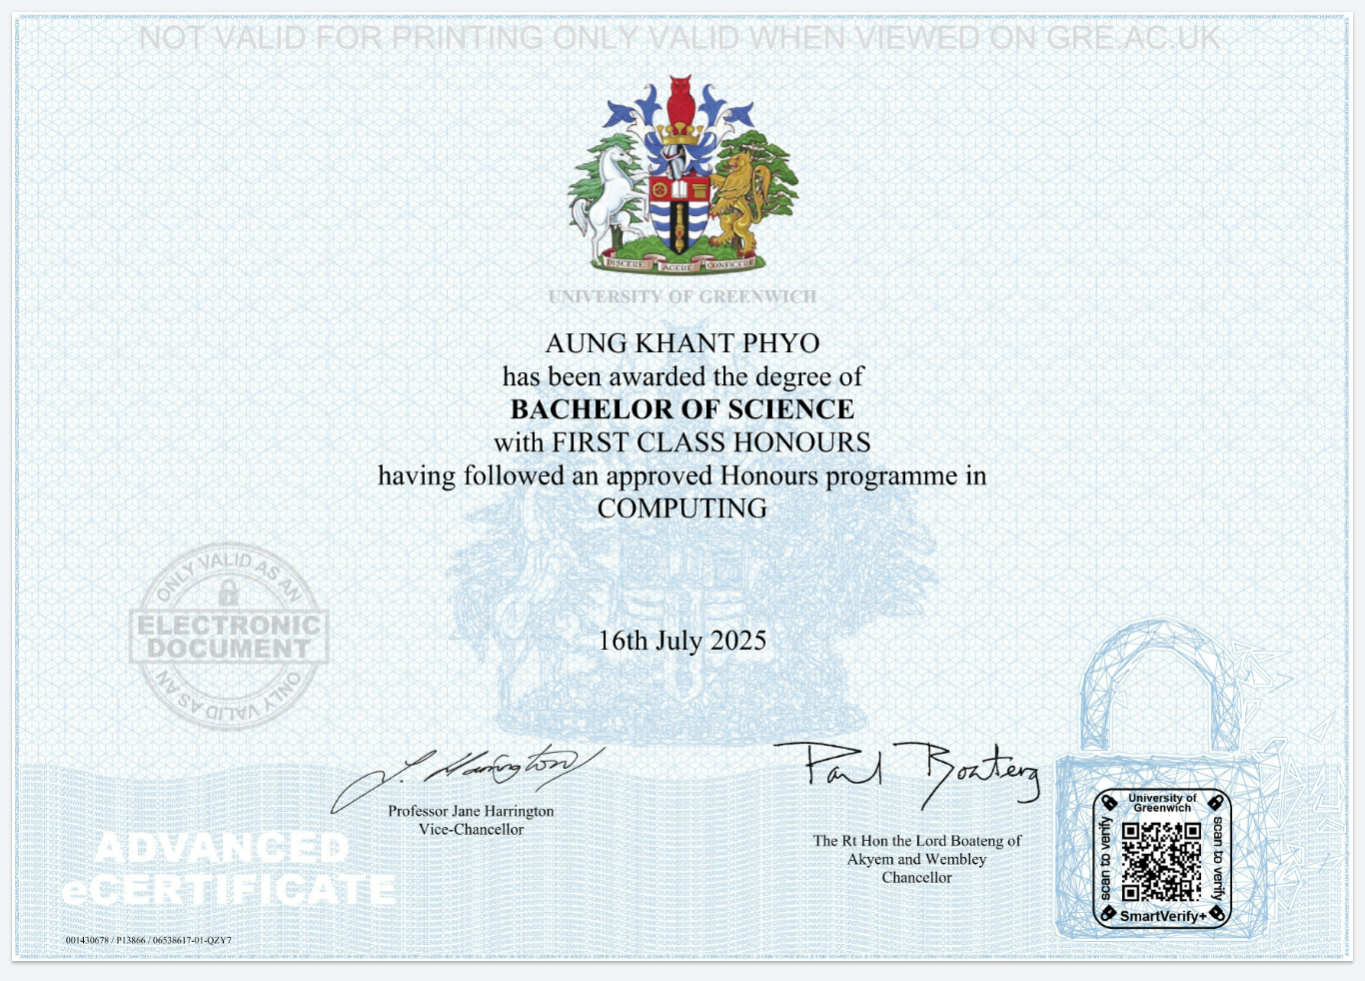 NOT VALID FOR PRINTING ONLY VALID WHEN VIEWED ON GRE.AC.UK
DISCERE AGERE CONFICERE
UNIVERSITY OF GREENWICH
AUNG KHANT PHYO
has been awarded the degree of
BACHELOR OF SCIENCE
with FIRST CLASS HONOURS
having followed an approved Honours programme in
COMPUTING
ONLY VALID AS AN
ELECTRONIC
DOCUMENT
ONLY VALID AS AN
16th July 2025
J. Harrington
Professor Jane Harrington
Vice-Chancellor
Paul Boateng
The Rt Hon the Lord Boateng of
Akyem and Wembley
Chancellor
ADVANCED
eCERTIFICATE
001430678 / P13866 / 06538617-01-QZY7
University of
Greenwich
scan to verify
scan to verify
SmartVerify+